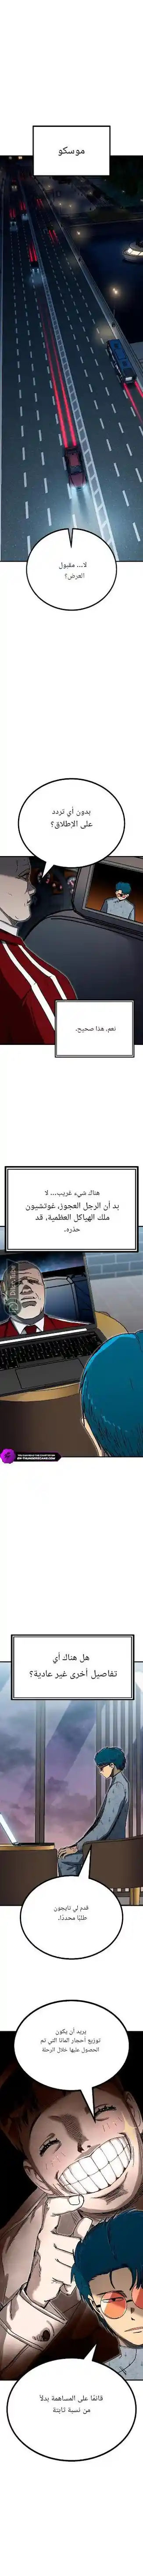 موسكو
لا... مقبول
العرض؟
بدون أي تردد
على الإطلاق؟
نعم، هذا صحيح.
هناك شيء غريب... لا
بد أن الرجل العجوز، غوتشيون
ملك الهياكل العظمية، قد
حذره.
هل هناك أي
تفاصيل أخرى غير عادية؟
قدم لي تايجون
طلبًا محددًا.
يريد أن يكون
توزيع أحجار المانا التي تم
الحصول عليها خلال الرحلة
قائمًا على المساهمة بدلاً
من نسبة ثابتة